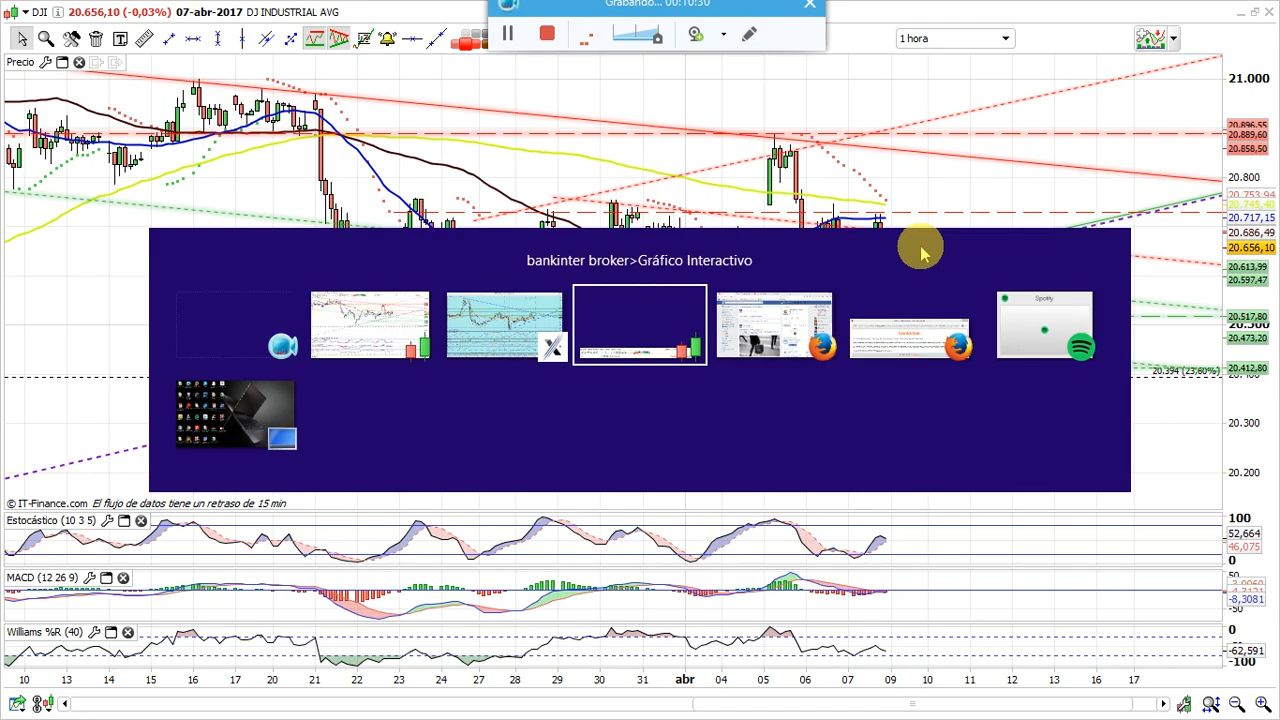 DJI 20.656,10 (-0,03%) 07-abr-2017 DJ INDUSTRIAL AVG
Grabando... 00:10:30
1 hora
Precio
21.000
20.896,55
20.889,60
20.858,50
20.800
20.753,94
20.745,40
20.717,15
20.686,49
20.656,10
20.613,99
20.597,47
20.517,80
20.500
20.473,20
20.394 (23,60%)
20.400
20.412,80
20.300
20.200
bankinter broker>Gráfico Interactivo
Spotify
© IT-Finance.com El flujo de datos tiene un retraso de 15 min
Estocástico (10 3 5)
100
52,664
46,075
0
MACD (12 26 9)
50
-8,3081
-50
Williams %R (40)
0
-62,591
-100
10 13 14 15 16 17 20 21 22 23 24 27 28 29 30 31 abr 04 05 06 07 09 10 11 12 13 16 17